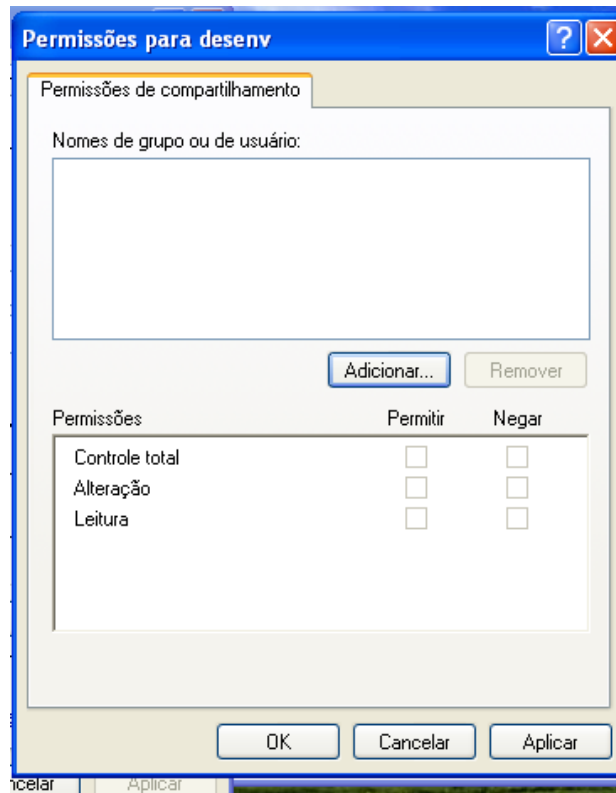 Permissões para desenv
Permissões de compartilhamento
Nomes de grupo ou de usuário:
Adicionar... Remover
Permissões Permitir Negar
Controle total
Alteração
Leitura
OK Cancelar Aplicar
ncelar Aplicar